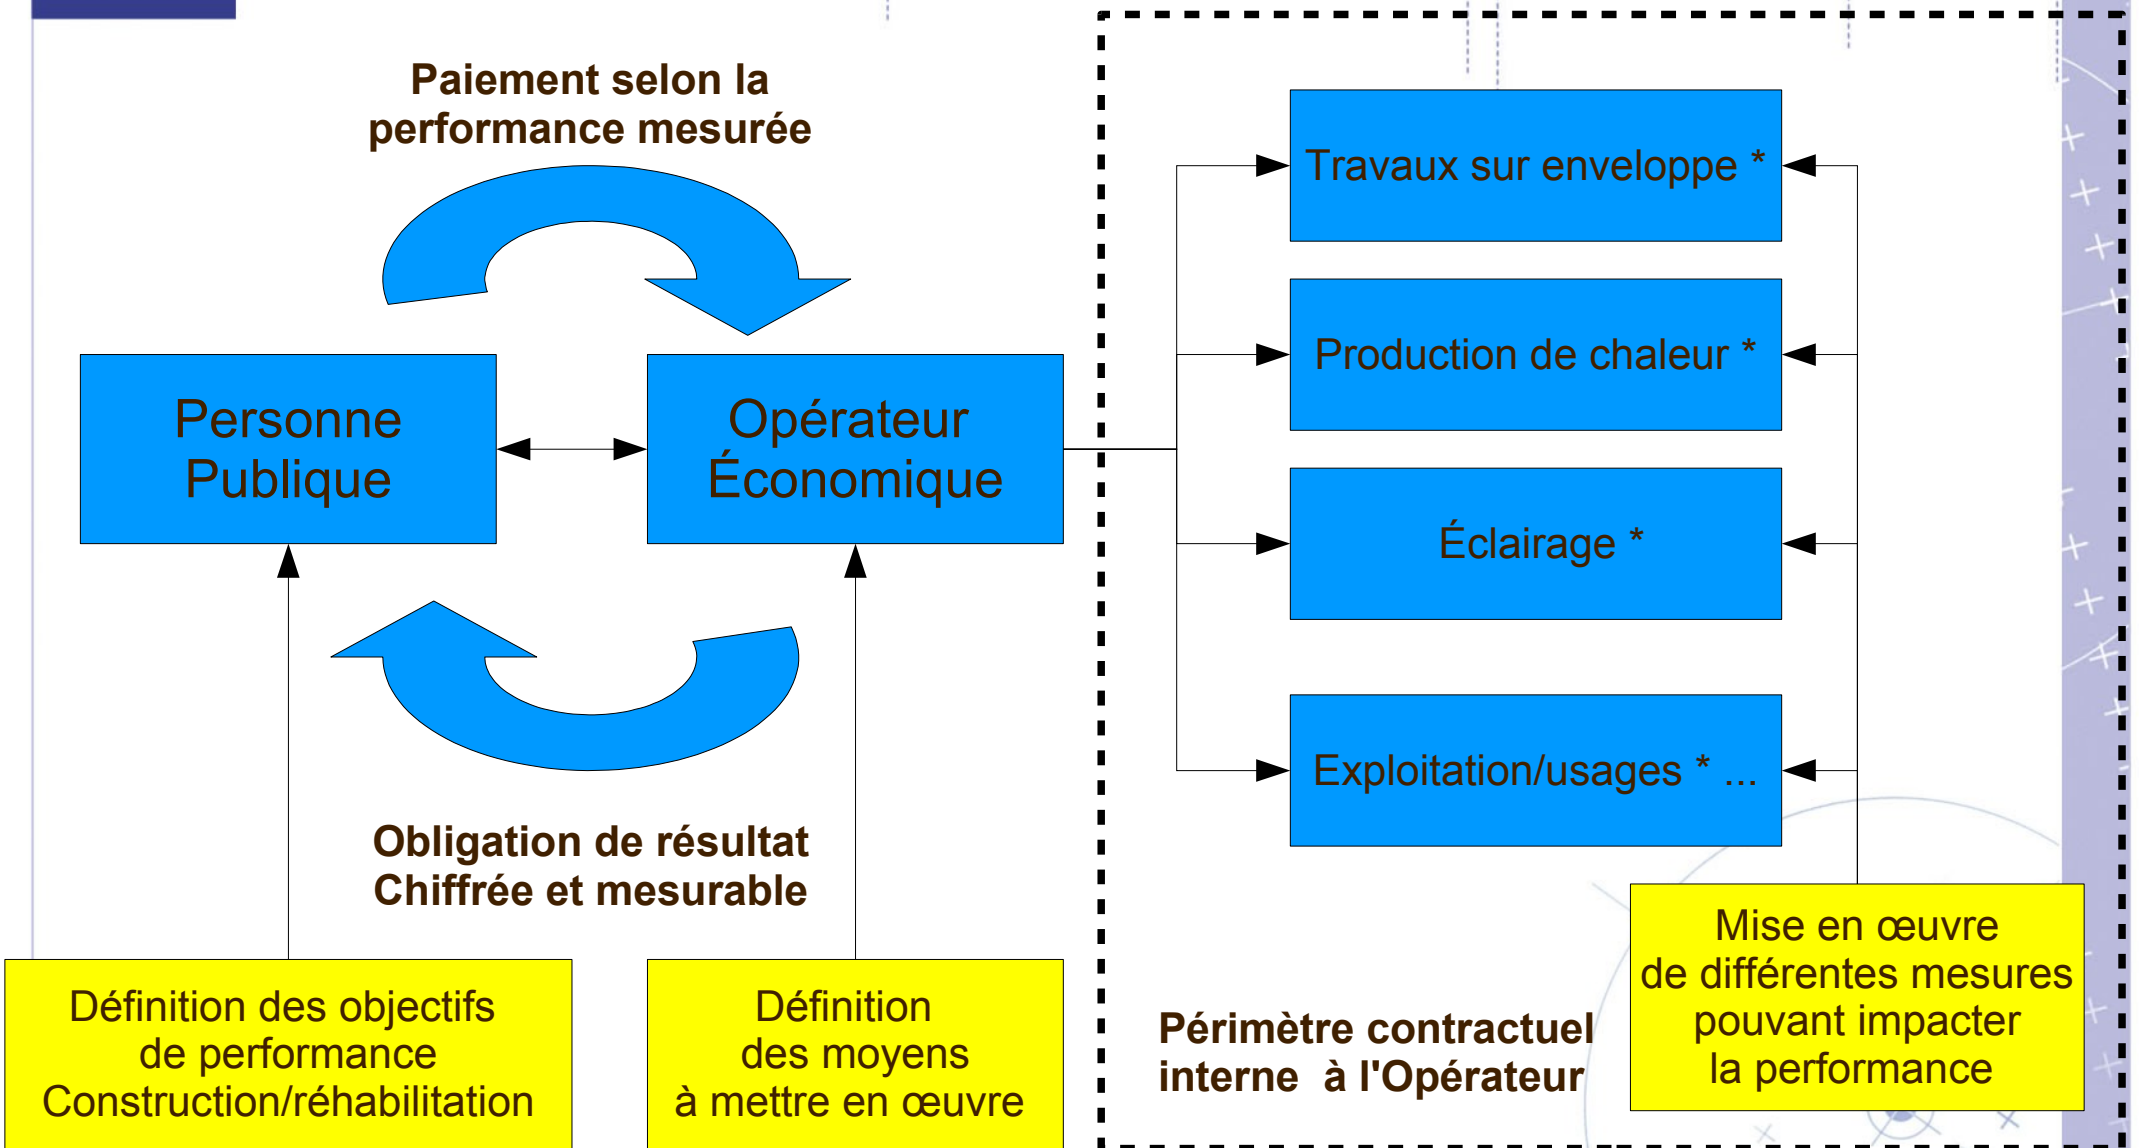 Paiement selon la
performance mesurée
Personne
Publique
Opérateur
Économique
Obligation de résultat
Chiffrée et mesurable
Définition des objectifs
de performance
Construction/réhabilitation
Définition
des moyens
à mettre en œuvre
Travaux sur enveloppe *
Production de chaleur *
Éclairage *
Exploitation/usages * ...
Périmètre contractuel
interne à l'Opérateur
Mise en œuvre
de différentes mesures
pouvant impacter
la performance